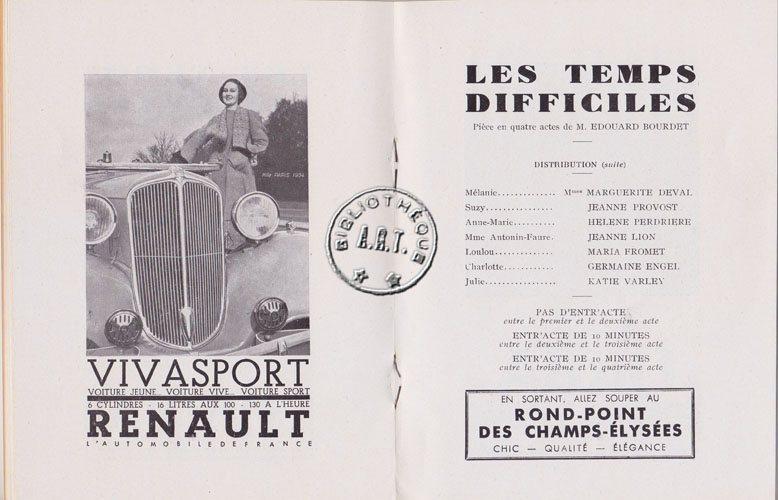 Mlle PARIS 1934
VIVASPORT
VOITURE JEUNE... VOITURE VIVE... VOITURE SPORT
6 CYLINDRES - 16 LITRES AUX 100 - 130 A L'HEURE
RENAULT
L'AUTOMOBILE DE FRANCE
BIBLIOTHÈQUE
A.R.T.
LES TEMPS
DIFFICILES
Pièce en quatre actes de M. EDOUARD BOURDET
DISTRIBUTION (suite)
Mélanie.............. Mmes MARGUERITE DEVAL
Suzy................. JEANNE PROVOST
Anne-Marie.......... HELENE PERDRIERE
Mme Antonin-Faure. JEANNE LION
Loulou.............. MARIA FROMET
Charlotte............ GERMAINE ENGEL
Julie................. KATIE VARLEY
PAS D'ENTR'ACTE
entre le premier et le deuxième acte
ENTR'ACTE DE 10 MINUTES
entre le deuxième et le troisième acte
ENTR'ACTE DE 10 MINUTES
entre le troisième et le quatrième acte
EN SORTANT, ALLEZ SOUPER AU
ROND-POINT
DES CHAMPS-ÉLYSÉES
CHIC — QUALITÉ — ÉLÉGANCE